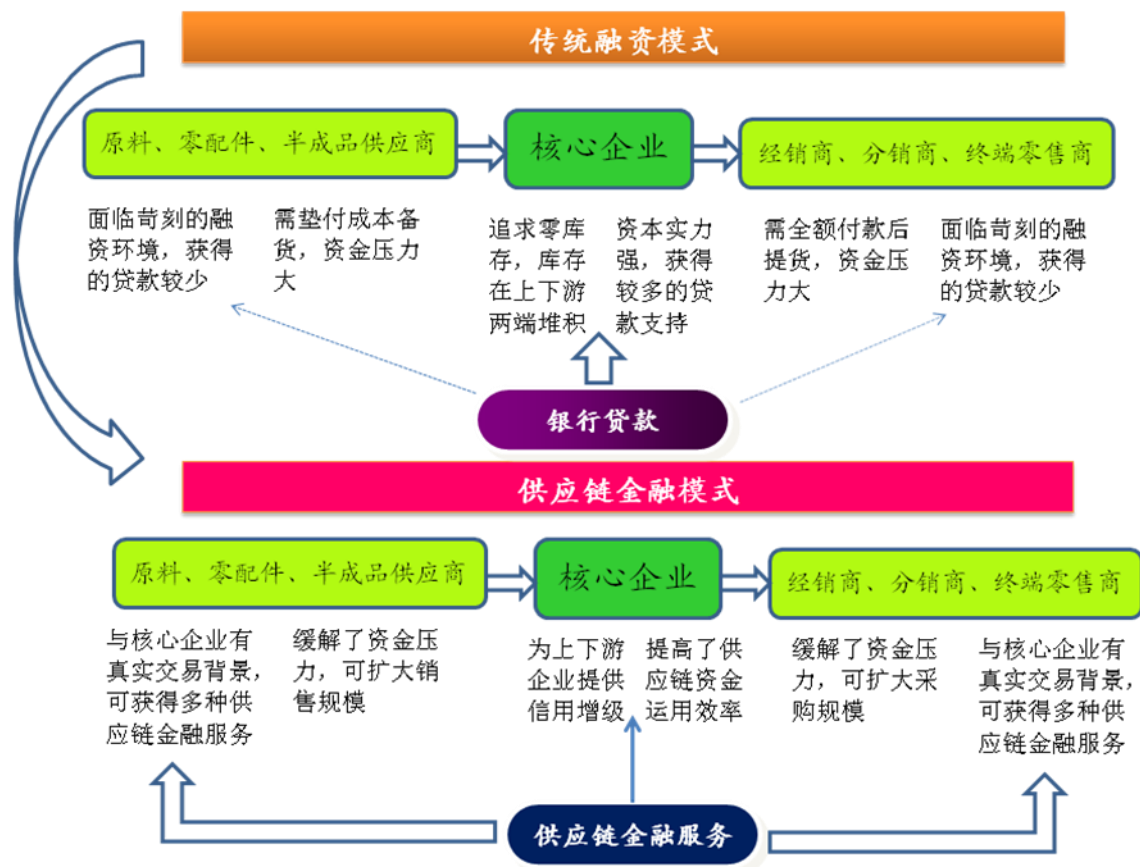 传统融资模式
原料、零配件、半成品供应商
核心企业
经销商、分销商、终端零售商
面临苛刻的融
资环境，获得
的贷款较少
需垫付成本备
货，资金压力
大
追求零库
存，库存
在上下游
两端堆积
资本实力
强，获得
较多的贷
款支持
需全额付款后
提货，资金压
力大
面临苛刻的融
资环境，获得
的贷款较少
银行贷款
供应链金融模式
原料、零配件、半成品供应商
核心企业
经销商、分销商、终端零售商
与核心企业有
真实交易背景，
可获得多种供
应链金融服务
缓解了资金压
力，可扩大销
售规模
为上下游
企业提供
信用增级
提高了供
应链资金
运用效率
缓解了资金压
力，可扩大采
购规模
与核心企业有
真实交易背景，
可获得多种供
应链金融服务
供应链金融服务